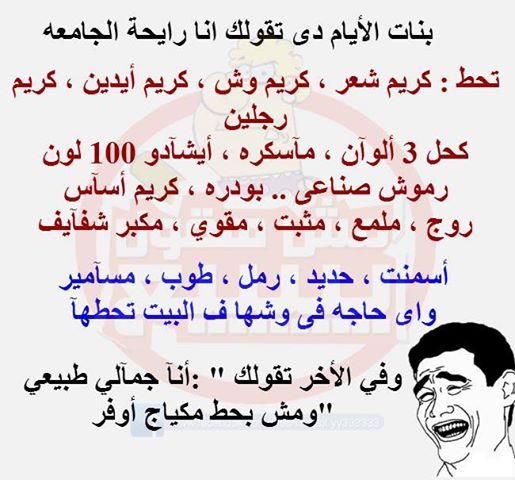 بنات الأيام دى تقولك انا رايحة الجامعه
تحط : كريم شعر ، كريم وش ، كريم أيدين ، كريم
رجلين
كحل 3 ألوآن ، مآسكره ، أيشآدو 100 لون
رموش صناعى .. بودره ، كريم أسآس
روج ، ملمع ، مثبت ، مقوي ، مكبر شفآيف
أسمنت ، حديد ، رمل ، طوب ، مسآمير
واى حاجه فى وشها ف البيت تحطهآ
وفي الأخر تقولك " :أنآ جمآلي طبيعي
ومش بحط مكياج أوفر"